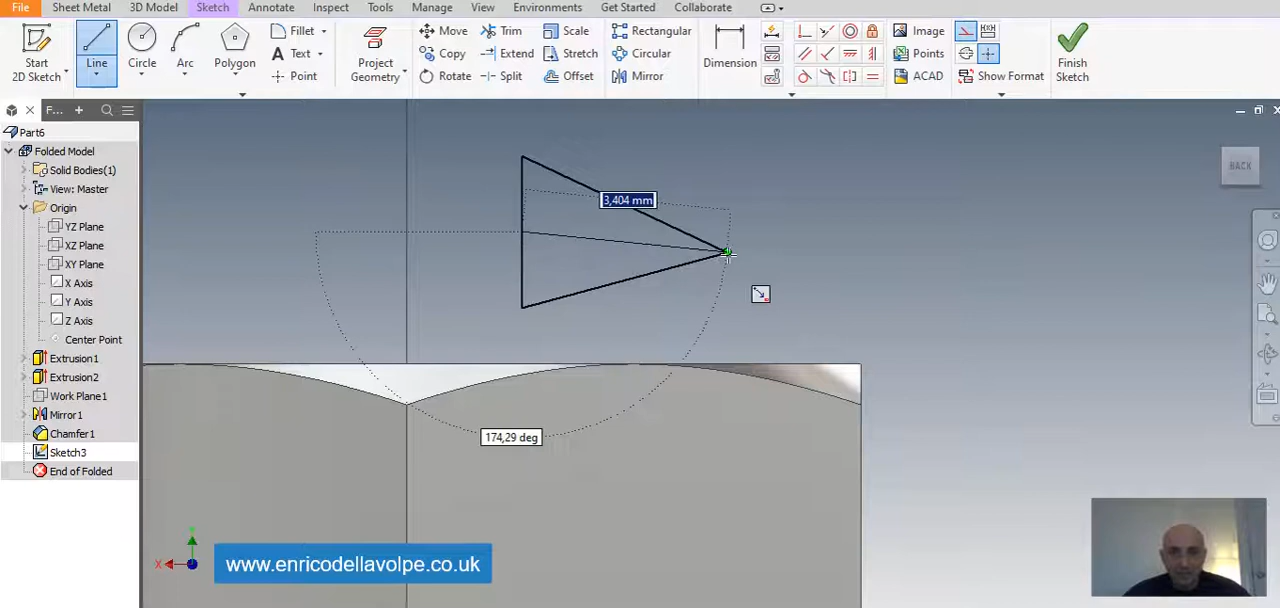 File Sheet Metal 3D Model Sketch Annotate Inspect Tools Manage View Environments Get Started Collaborate
Start
2D Sketch
Line
Circle
Arc
Fillet
Text
Point
Project
Geometry
Move
Copy
Rotate
Trim
Extend
Split
Scale
Stretch
Offset
Rectangular
Circular
Mirror
Dimension
Image
Points
ACAD
Show Format
Finish
Sketch
F...
Part6
Folded Model
Solid Bodies(1)
View: Master
Origin
YZ Plane
XZ Plane
XY Plane
X Axis
Y Axis
Z Axis
Center Point
Extrusion1
Extrusion2
Work Plane1
Mirror1
Chamfer1
Sketch3
End of Folded
3,404 mm
174,29 deg
BACK
X
www.enricodellavolpe.co.uk